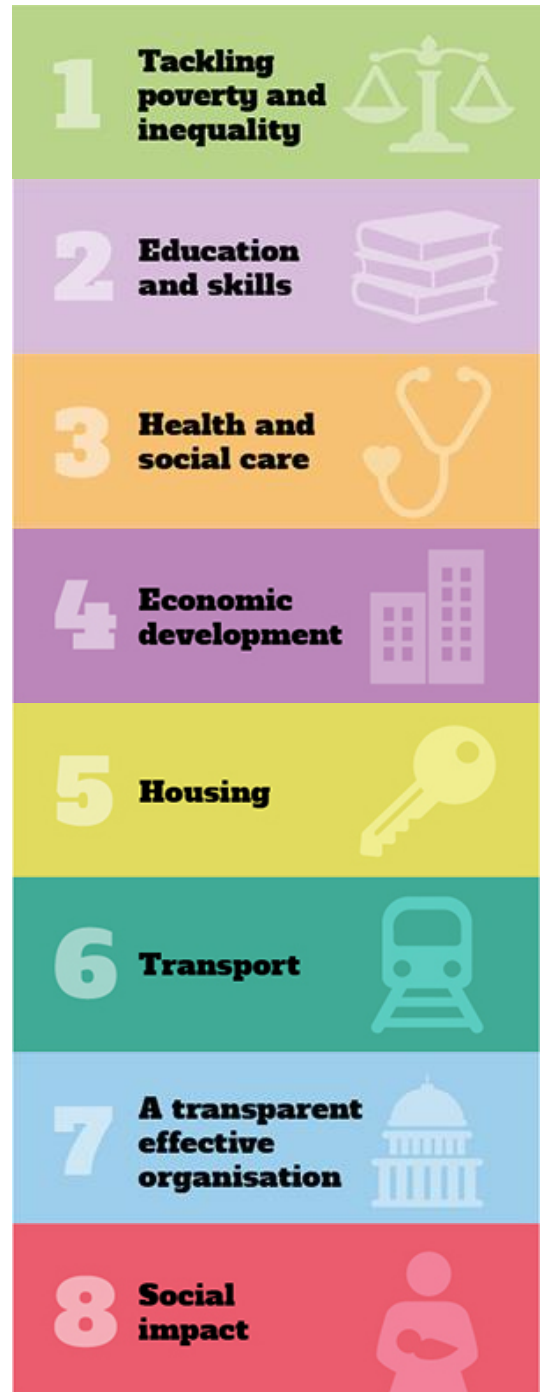 1
Tackling
poverty and
inequality
2
Education
and skills
3
Health and
social care
4
Economic
development
5
Housing
6
Transport
7
A transparent
effective
organisation
8
Social
impact